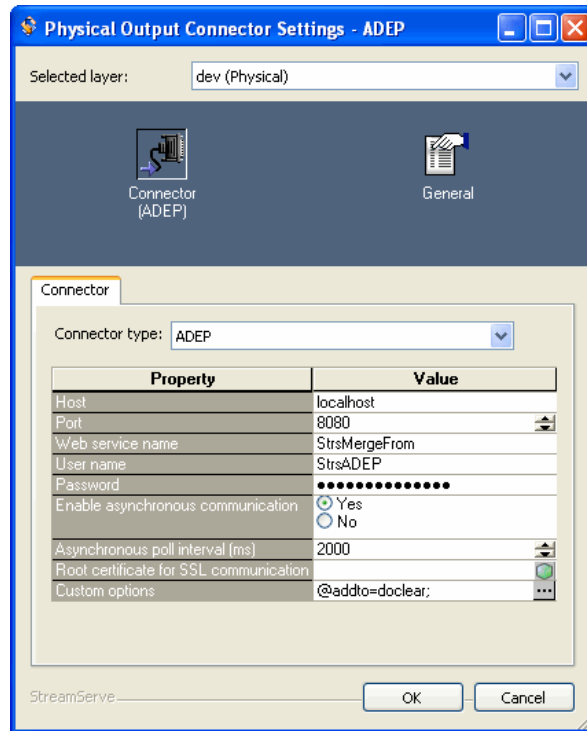 Physical Output Connector Settings - ADEP
Selected layer: dev (Physical)
Connector (ADEP)
General
Connector
Connector type: ADEP
Property Value
Host localhost
Port 8080
Web service name StrsMergeFrom
User name StrsADEP
Password ●●●●●●●●●●●●●●
Enable asynchronous communication Yes
No
Asynchronous poll interval (ms) 2000
Root certificate for SSL communication
Custom options @addto=doclear; ...
StreamServe OK Cancel